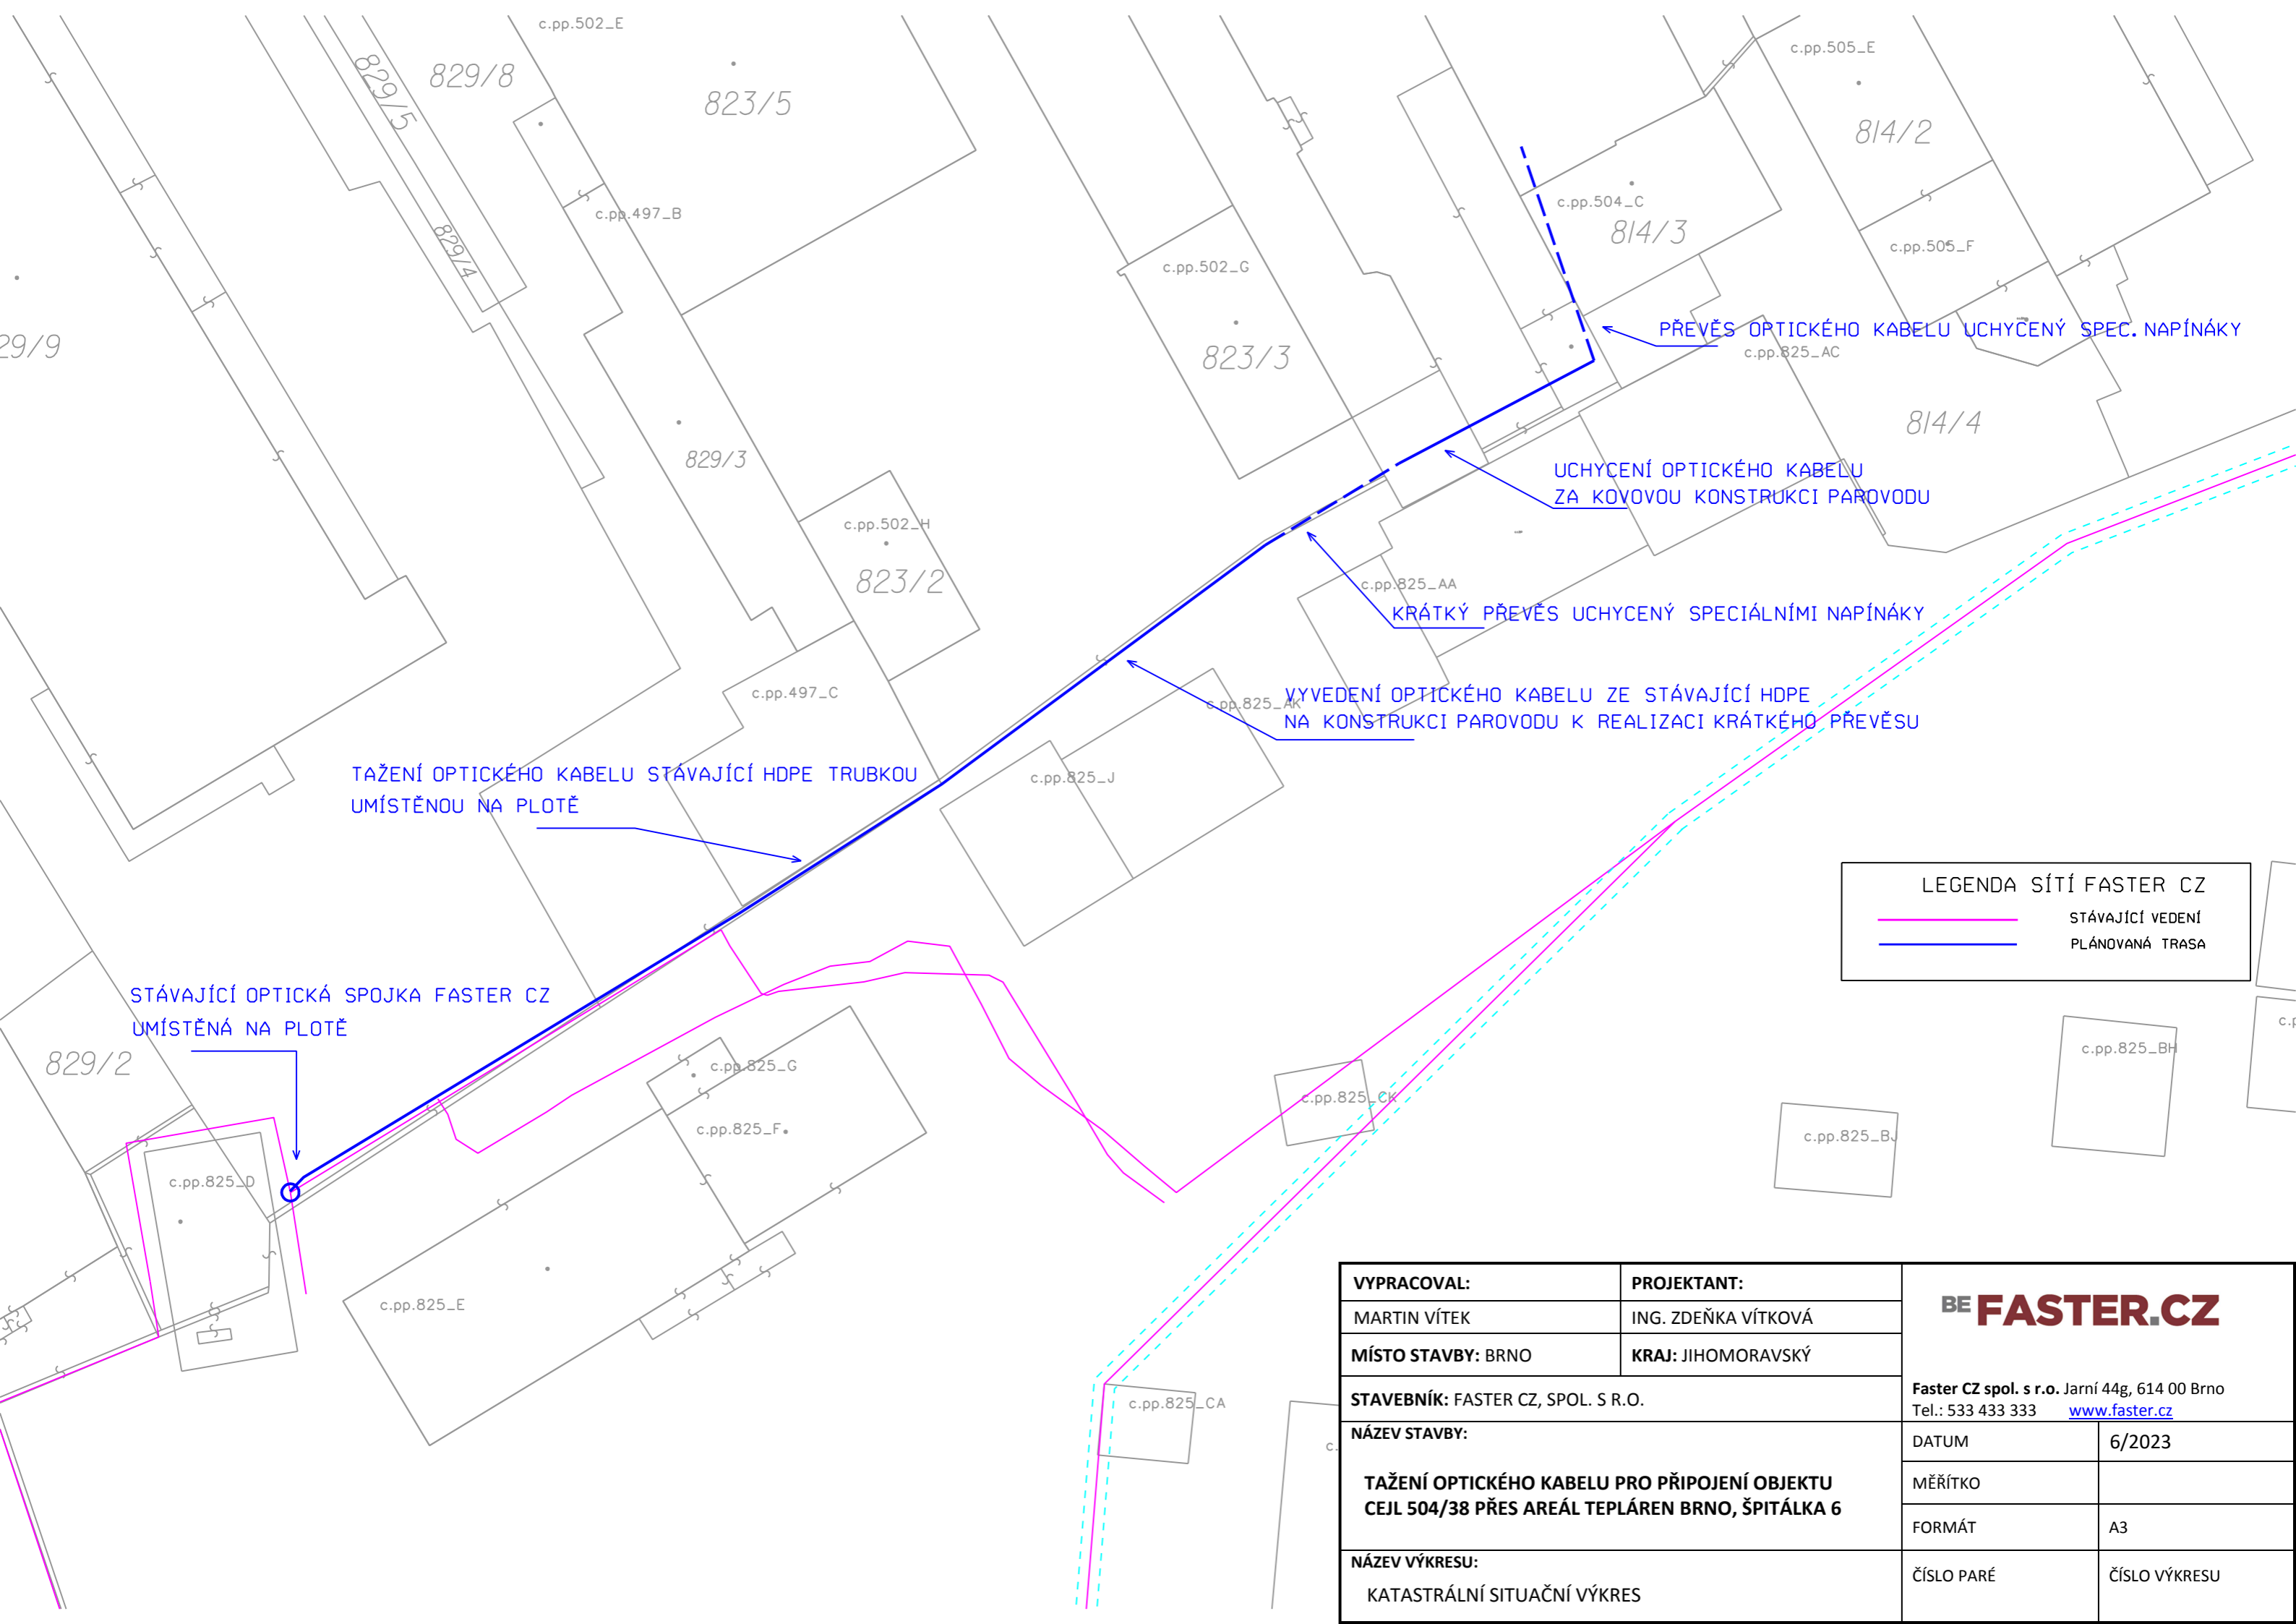 c.pp.502_E
829/5
829/8
823/5
c.pp.505_E
814/2
c.pp.497_B
829/4
c.pp.504_C
814/3
c.pp.505_F
c.pp.502_G
29/9
823/3
PŘEVĚS OPTICKÉHO KABELU UCHYCENÝ SPEC. NAPÍNÁKY
c.pp.825_AC
829/3
814/4
UCHYCENÍ OPTICKÉHO KABELU
ZA KOVOVOU KONSTRUKCI PAROVODU
c.pp.502_H
823/2
c.pp.825_AA
KRÁTKÝ PŘEVĚS UCHYCENÝ SPECIÁLNÍMI NAPÍNÁKY
c.pp.497_C
c.pp.825_AK
VYVEDENÍ OPTICKÉHO KABELU ZE STÁVAJÍCÍ HDPE
NA KONSTRUKCI PAROVODU K REALIZACI KRÁTKÉHO PŘEVĚSU
TAŽENÍ OPTICKÉHO KABELU STÁVAJÍCÍ HDPE TRUBKOU
UMÍSTĚNOU NA PLOTĚ
c.pp.825_J
LEGENDA SÍTÍ FASTER CZ
STÁVAJÍCÍ VEDENÍ
PLÁNOVANÁ TRASA
STÁVAJÍCÍ OPTICKÁ SPOJKA FASTER CZ
UMÍSTĚNÁ NA PLOTĚ
829/2
c.pp.825_G
c.pp.825_F
c.pp.825_CK
c.pp.825_BJ
c.pp.825_BH
c.pp.825_D
c.pp.825_E
c.pp.825_CA
VYPRACOVAL:
PROJEKTANT:
MARTIN VÍTEK
ING. ZDEŇKA VÍTKOVÁ
MÍSTO STAVBY: BRNO
KRAJ: JIHOMORAVSKÝ
STAVEBNÍK: FASTER CZ, SPOL. S R.O.
BE FASTER.CZ
Faster CZ spol. s r.o. Jarní 44g, 614 00 Brno
Tel.: 533 433 333 www.faster.cz
NÁZEV STAVBY:
TAŽENÍ OPTICKÉHO KABELU PRO PŘIPOJENÍ OBJEKTU
CEJL 504/38 PŘES AREÁL TEPLÁREN BRNO, ŠPITÁLKA 6
DATUM 6/2023
MĚŘÍTKO
FORMÁT A3
NÁZEV VÝKRESU:
KATASTRÁLNÍ SITUAČNÍ VÝKRES
ČÍSLO PARÉ
ČÍSLO VÝKRESU